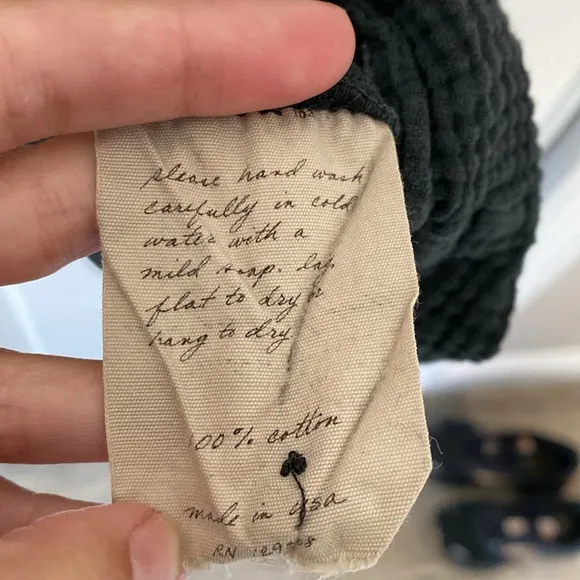 please hand wash
carefully in cold
water with a
mild soap. lay
flat to dry or
hang to dry
100% cotton
made in usa
RN